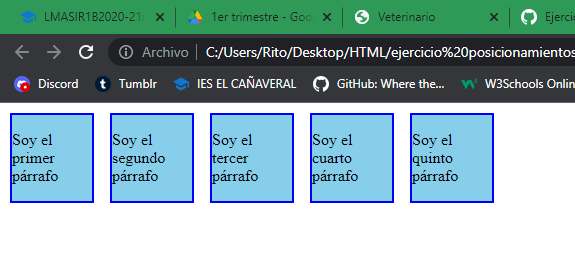 LMASIR1B2020-21
1er trimestre - Goo
Veterinario
Ejercici
Archivo
C:/Users/Rito/Desktop/HTML/ejercicio%20posicionamientos
Discord
Tumblr
IES EL CAÑAVERAL
GitHub: Where the...
W3Schools Online
Soy el
primer
párrafo
Soy el
segundo
párrafo
Soy el
tercer
párrafo
Soy el
cuarto
párrafo
Soy el
quinto
párrafo